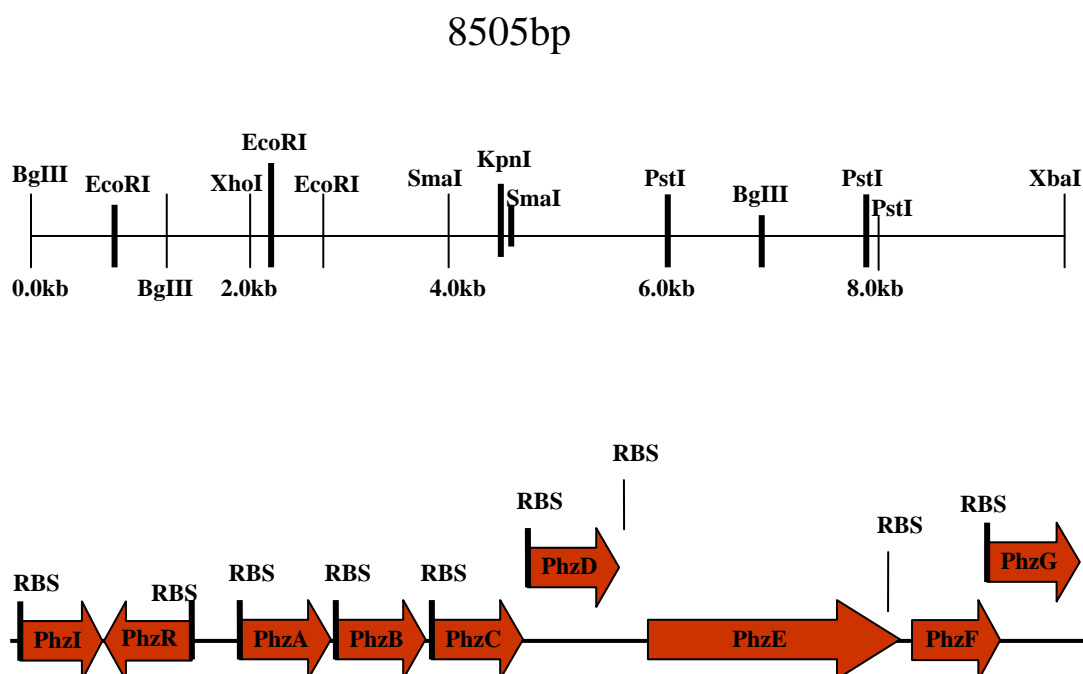 8505bp
EcoRI
KpnI
BgIII EcoRI XhoI EcoRI SmaI SmaI PstI BgIII PstI PstI XbaI
0.0kb BgIII 2.0kb 4.0kb 6.0kb 8.0kb
RBS
RBS RBS RBS
PhzD PhzG
RBS RBS RBS RBS RBS
PhzI PhzR PhzA PhzB PhzC PhzE PhzF